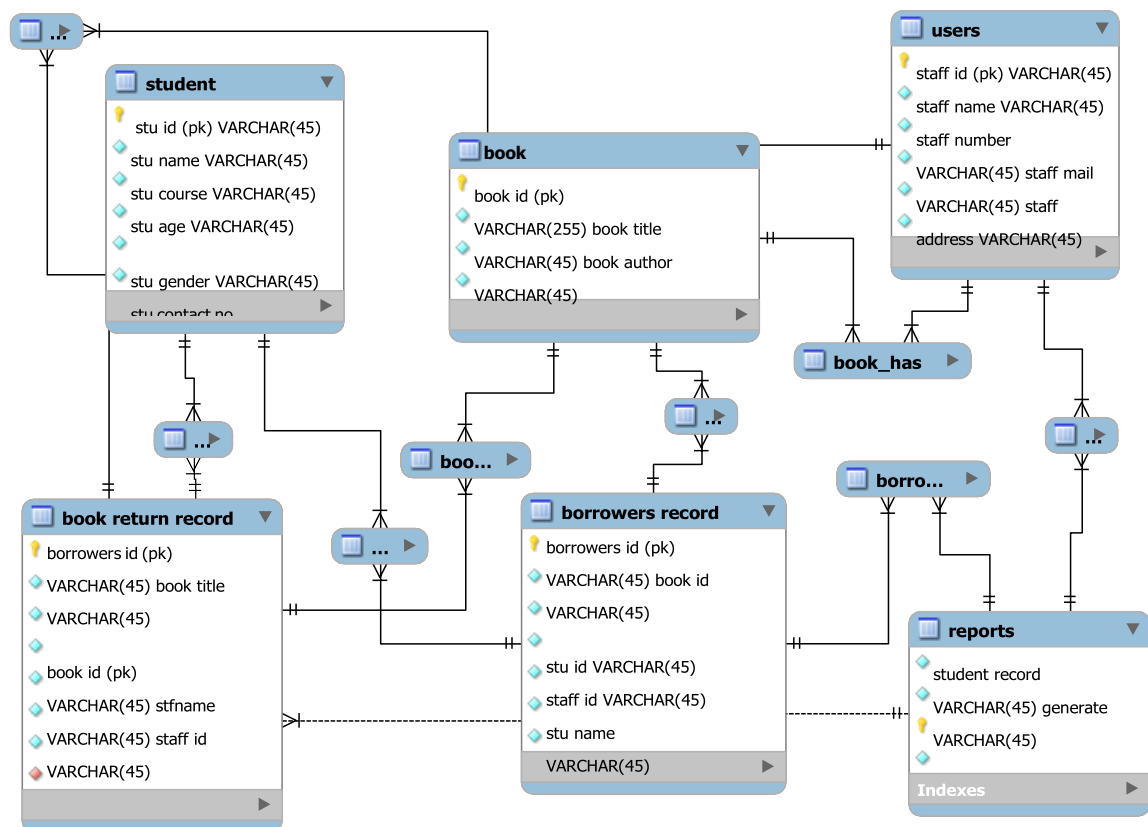 ...
users
staff id (pk) VARCHAR(45)
staff name VARCHAR(45)
staff number
VARCHAR(45) staff mail
VARCHAR(45) staff
address VARCHAR(45)
student
stu id (pk) VARCHAR(45)
stu name VARCHAR(45)
stu course VARCHAR(45)
stu age VARCHAR(45)
stu gender VARCHAR(45)
stu contact no
book
book id (pk)
VARCHAR(255) book title
VARCHAR(45) book author
VARCHAR(45)
book_has
...
...
...
boo...
borro...
...
book return record
borrowers id (pk)
VARCHAR(45) book title
VARCHAR(45)
book id (pk)
VARCHAR(45) stfname
VARCHAR(45) staff id
VARCHAR(45)
borrowers record
borrowers id (pk)
VARCHAR(45) book id
VARCHAR(45)
stu id VARCHAR(45)
staff id VARCHAR(45)
stu name
VARCHAR(45)
reports
student record
VARCHAR(45) generate
VARCHAR(45)
Indexes